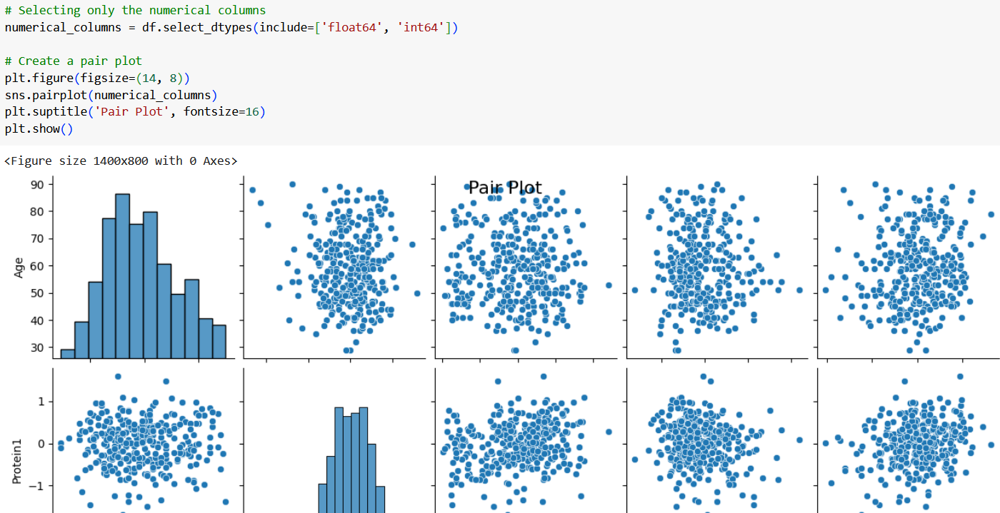 # Selecting only the numerical columns
numerical_columns = df.select_dtypes(include=['float64', 'int64'])
# Create a pair plot
plt.figure(figsize=(14, 8))
sns.pairplot(numerical_columns)
plt.suptitle('Pair Plot', fontsize=16)
plt.show()
<Figure size 1400x800 with 0 Axes>
Pair Plot
90
80
70
60
50
40
30
Age
1
0
−1
Protein1